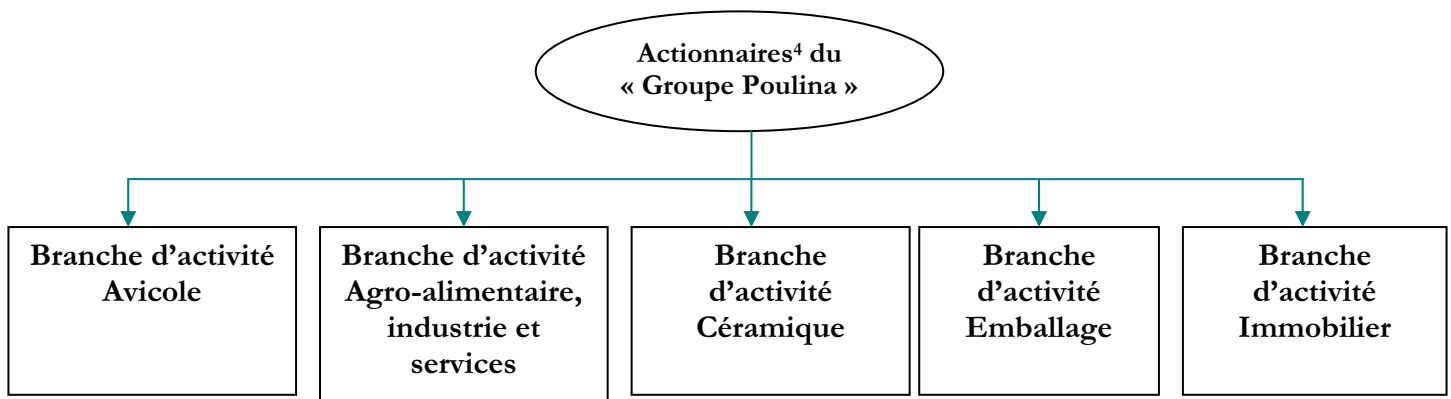 Actionnaires⁴ du
« Groupe Poulina »
Branche d’activité
Avicole
Branche d’activité
Agro-alimentaire,
industrie et
services
Branche
d’activité
Céramique
Branche
d’activité
Emballage
Branche
d’activité
Immobilier